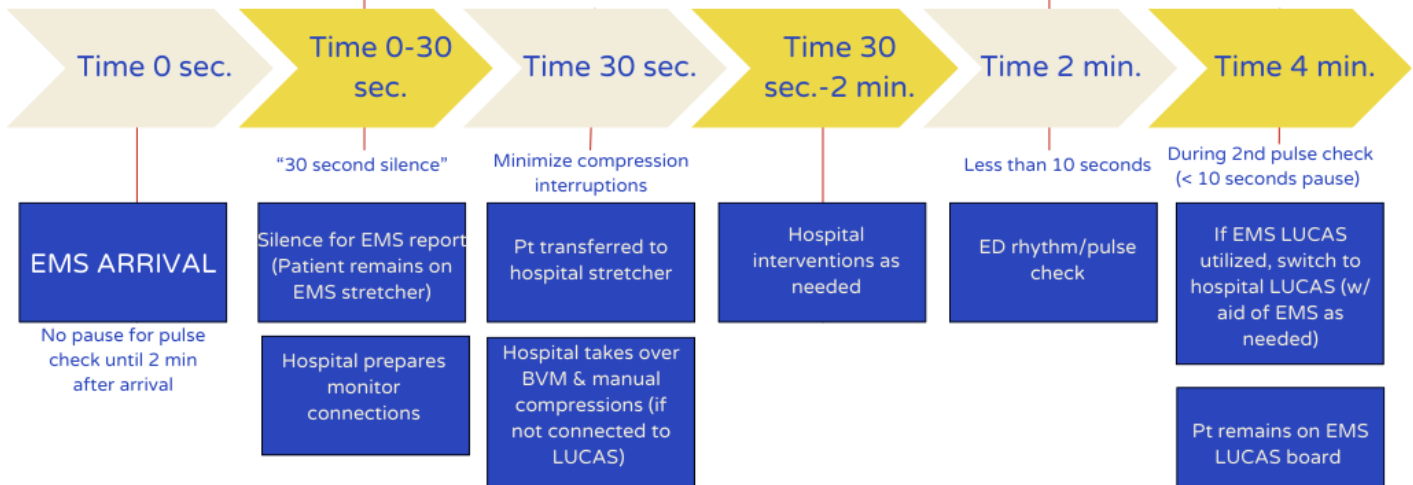 Time 0 sec.
Time 0-30
sec.
Time 30 sec.
Time 30
sec.-2 min.
Time 2 min.
Time 4 min.
“30 second silence”
Minimize compression
interruptions
Less than 10 seconds
During 2nd pulse check
(< 10 seconds pause)
EMS ARRIVAL
No pause for pulse
check until 2 min
after arrival
Silence for EMS report
(Patient remains on
EMS stretcher)
Hospital prepares
monitor
connections
Pt transferred to
hospital stretcher
Hospital takes over
BVM & manual
compressions (if
not connected to
LUCAS)
Hospital
interventions as
needed
ED rhythm/pulse
check
If EMS LUCAS
utilized, switch to
hospital LUCAS (w/
aid of EMS as
needed)
Pt remains on EMS
LUCAS board